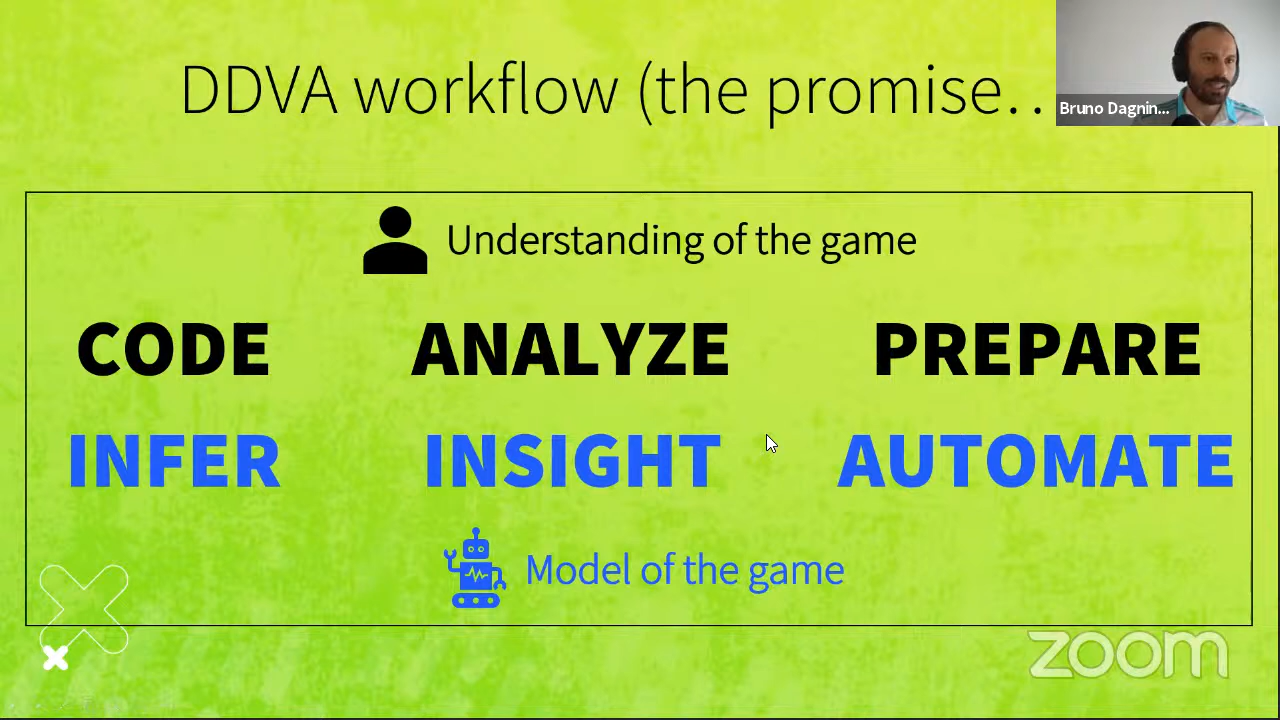 DDVA workflow (the promise. .
Bruno Dagnin...
Understanding of the game
CODE ANALYZE PREPARE
INFER INSIGHT AUTOMATE
Model of the game
zoom